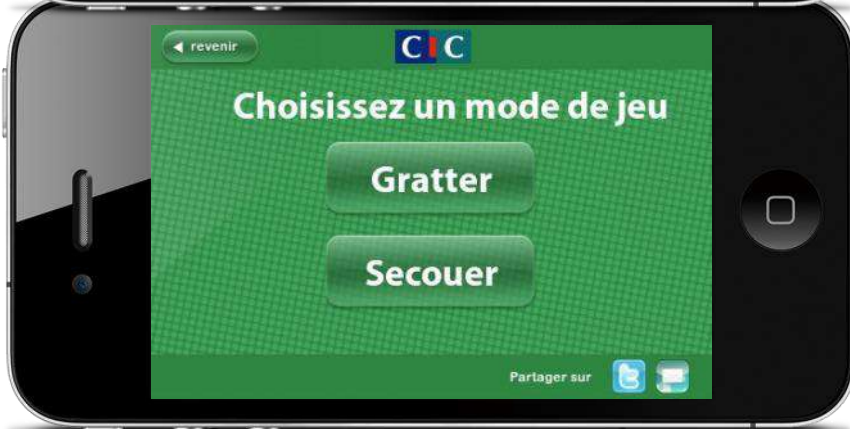 revenir
CIC
Choisissez un mode de jeu
Gratter
Secouer
Partager sur